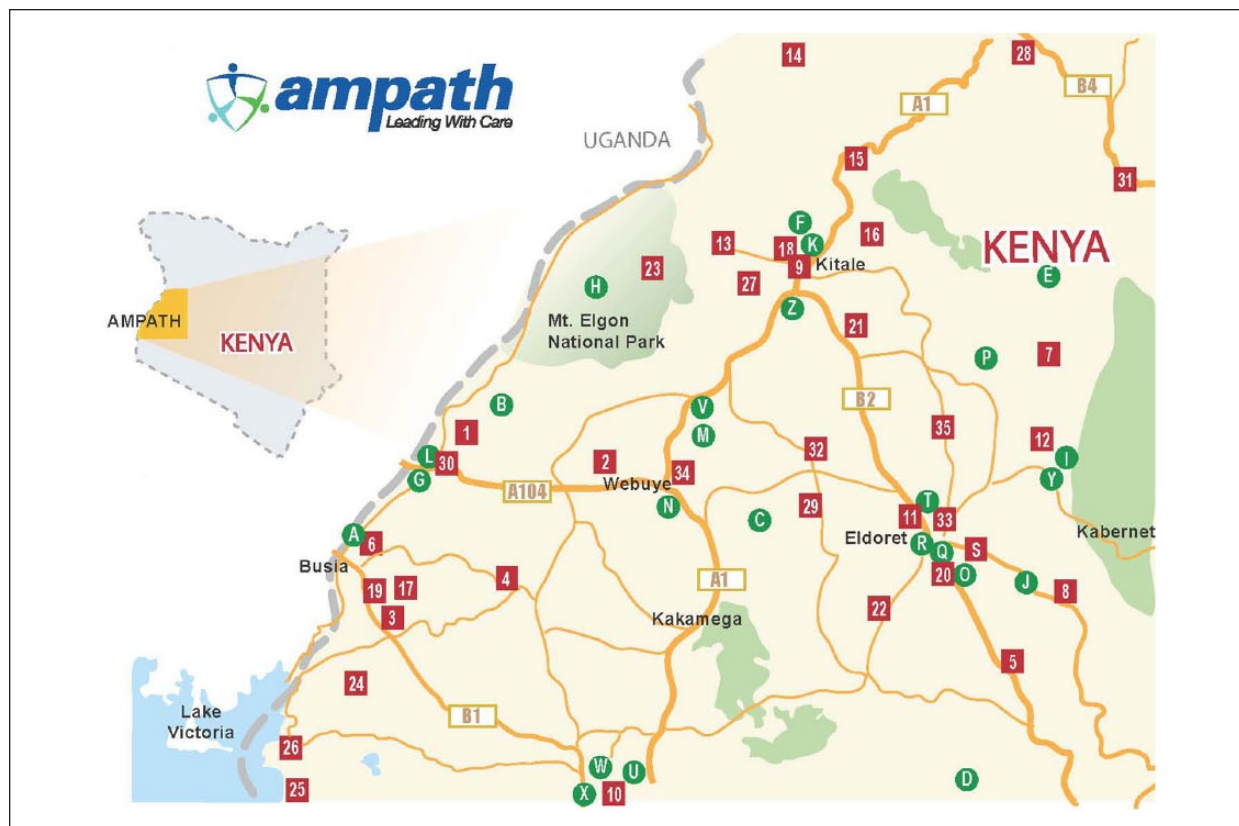 ampath
Leading With Care
14
28
B4
A1
UGANDA
15
31
F
13
18
K
16
KENYA
23
9
Kitale
E
27
H
Z
AMPATH
KENYA
Mt. Elgon
National Park
21
P
7
B
V
B2
1
M
35
12
L
30
2
32
I
G
Webuye
34
Y
A104
N
C
29
T
11
33
A
6
Eldoret
R
Q
S
Kabernet
Busia
4
A1
20
O
J
19
17
8
3
Kakamega
22
5
24
Lake
Victoria
B1
26
W
U
D
25
X
10